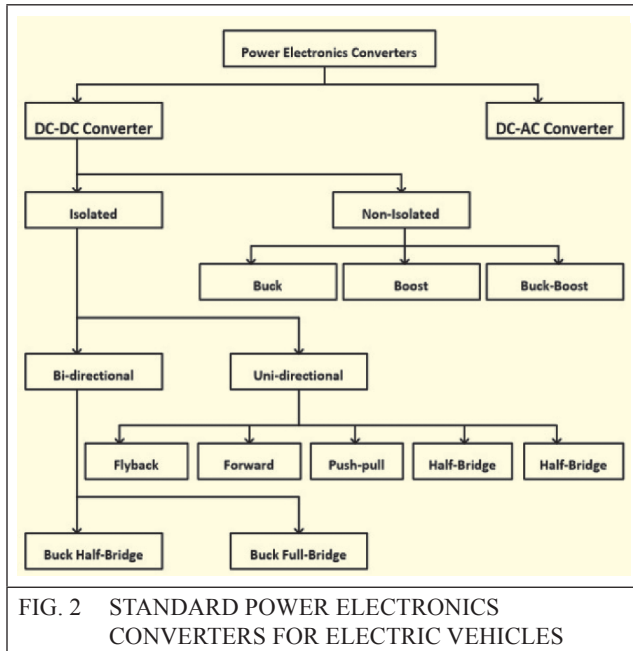 Power Electronics Converters
DC-DC Converter
DC-AC Converter
Isolated
Non-Isolated
Buck
Boost
Buck-Boost
Bi-directional
Uni-directional
Flyback
Forward
Push-pull
Half-Bridge
Half-Bridge
Buck Half-Bridge
Buck Full-Bridge
FIG. 2 STANDARD POWER ELECTRONICS
CONVERTERS FOR ELECTRIC VEHICLES